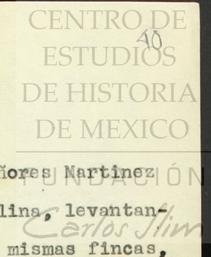 CENTRO DE
40
ESTUDIOS
DE HISTORIA
DE MEXICO
ñores Martinez
FUNDACIÓN
lina, levantan-
Carlos Slim
mismas fincas,